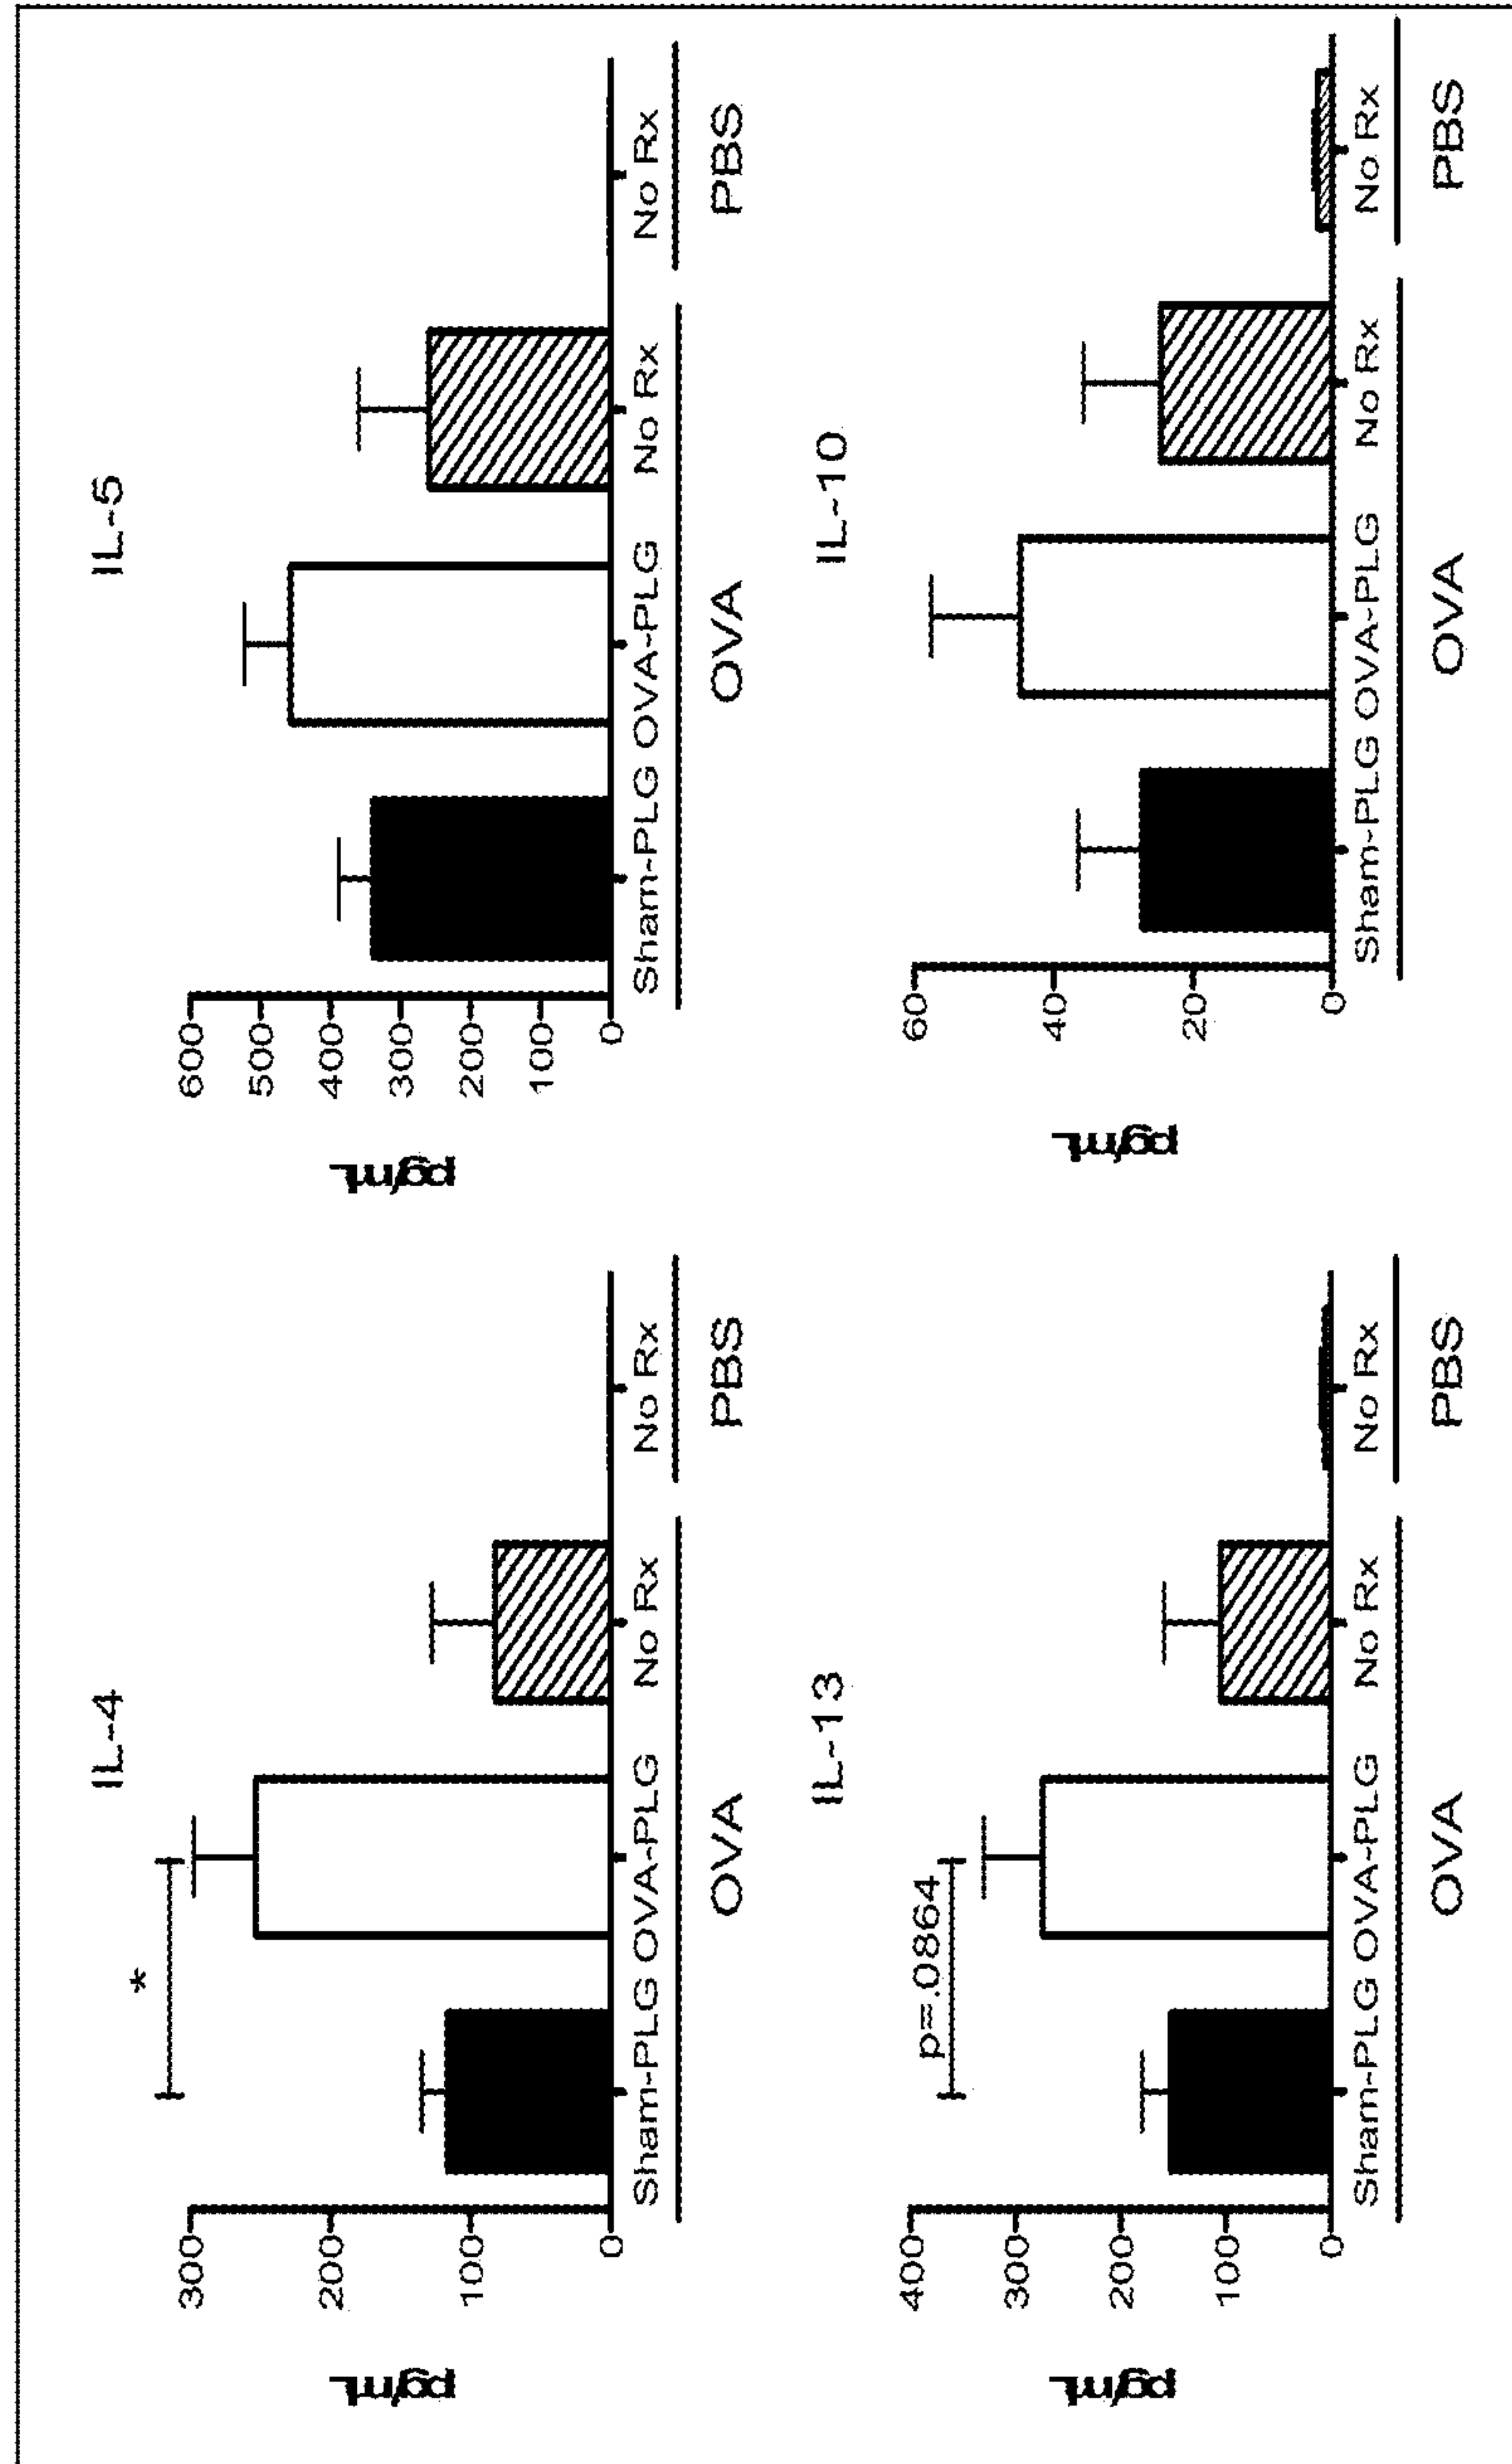 IL-4
*
300
200
100
0
pg/mL
Sham-PLG OVA-PLG No Rx No Rx
OVA PBS
IL-5
600
500
400
300
200
100
0
pg/mL
Sham-PLG OVA-PLG No Rx No Rx
OVA PBS
IL-13
p=.0864
400
300
200
100
0
pg/mL
Sham-PLG OVA-PLG No Rx No Rx
OVA PBS
IL-10
60
40
20
0
pg/mL
Sham-PLG OVA-PLG No Rx No Rx
OVA PBS